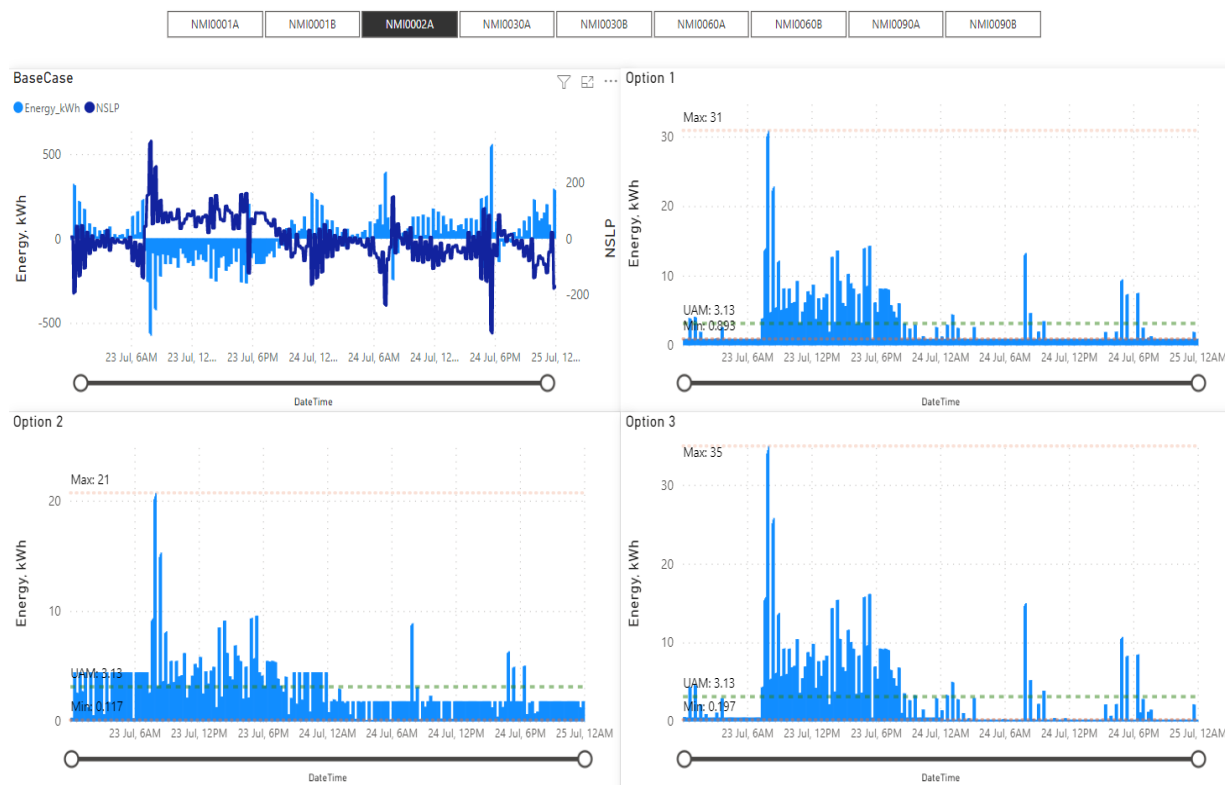 NMI0001A NMI0001B NMI0002A NMI0030A NMI0030B NMI0060A NMI0060B NMI0090A NMI0090B
BaseCase
Energy_kWh NSLP
Energy. kWh
500
0
-500
NSLP
200
0
-200
23 Jul, 6AM 23 Jul, 12... 23 Jul, 6PM 24 Jul, 12... 24 Jul, 6AM 24 Jul, 12... 24 Jul, 6PM 25 Jul, 12...
DateTime
Option 1
Max: 31
Energy. kWh
30
20
10
0
UAM: 3.13
Min: 0.893
23 Jul, 6AM 23 Jul, 12PM 23 Jul, 6PM 24 Jul, 12AM 24 Jul, 6AM 24 Jul, 12PM 24 Jul, 6PM 25 Jul, 12AM
DateTime
Option 2
Max: 21
Energy. kWh
20
10
0
UAM: 3.13
Min: 0.117
23 Jul, 6AM 23 Jul, 12PM 23 Jul, 6PM 24 Jul, 12AM 24 Jul, 6AM 24 Jul, 12PM 24 Jul, 6PM 25 Jul, 12AM
DateTime
Option 3
Max: 35
Energy. kWh
30
20
10
0
UAM: 3.13
Min: 0.197
23 Jul, 6AM 23 Jul, 12PM 23 Jul, 6PM 24 Jul, 12AM 24 Jul, 6AM 24 Jul, 12PM 24 Jul, 6PM 25 Jul, 12AM
DateTime